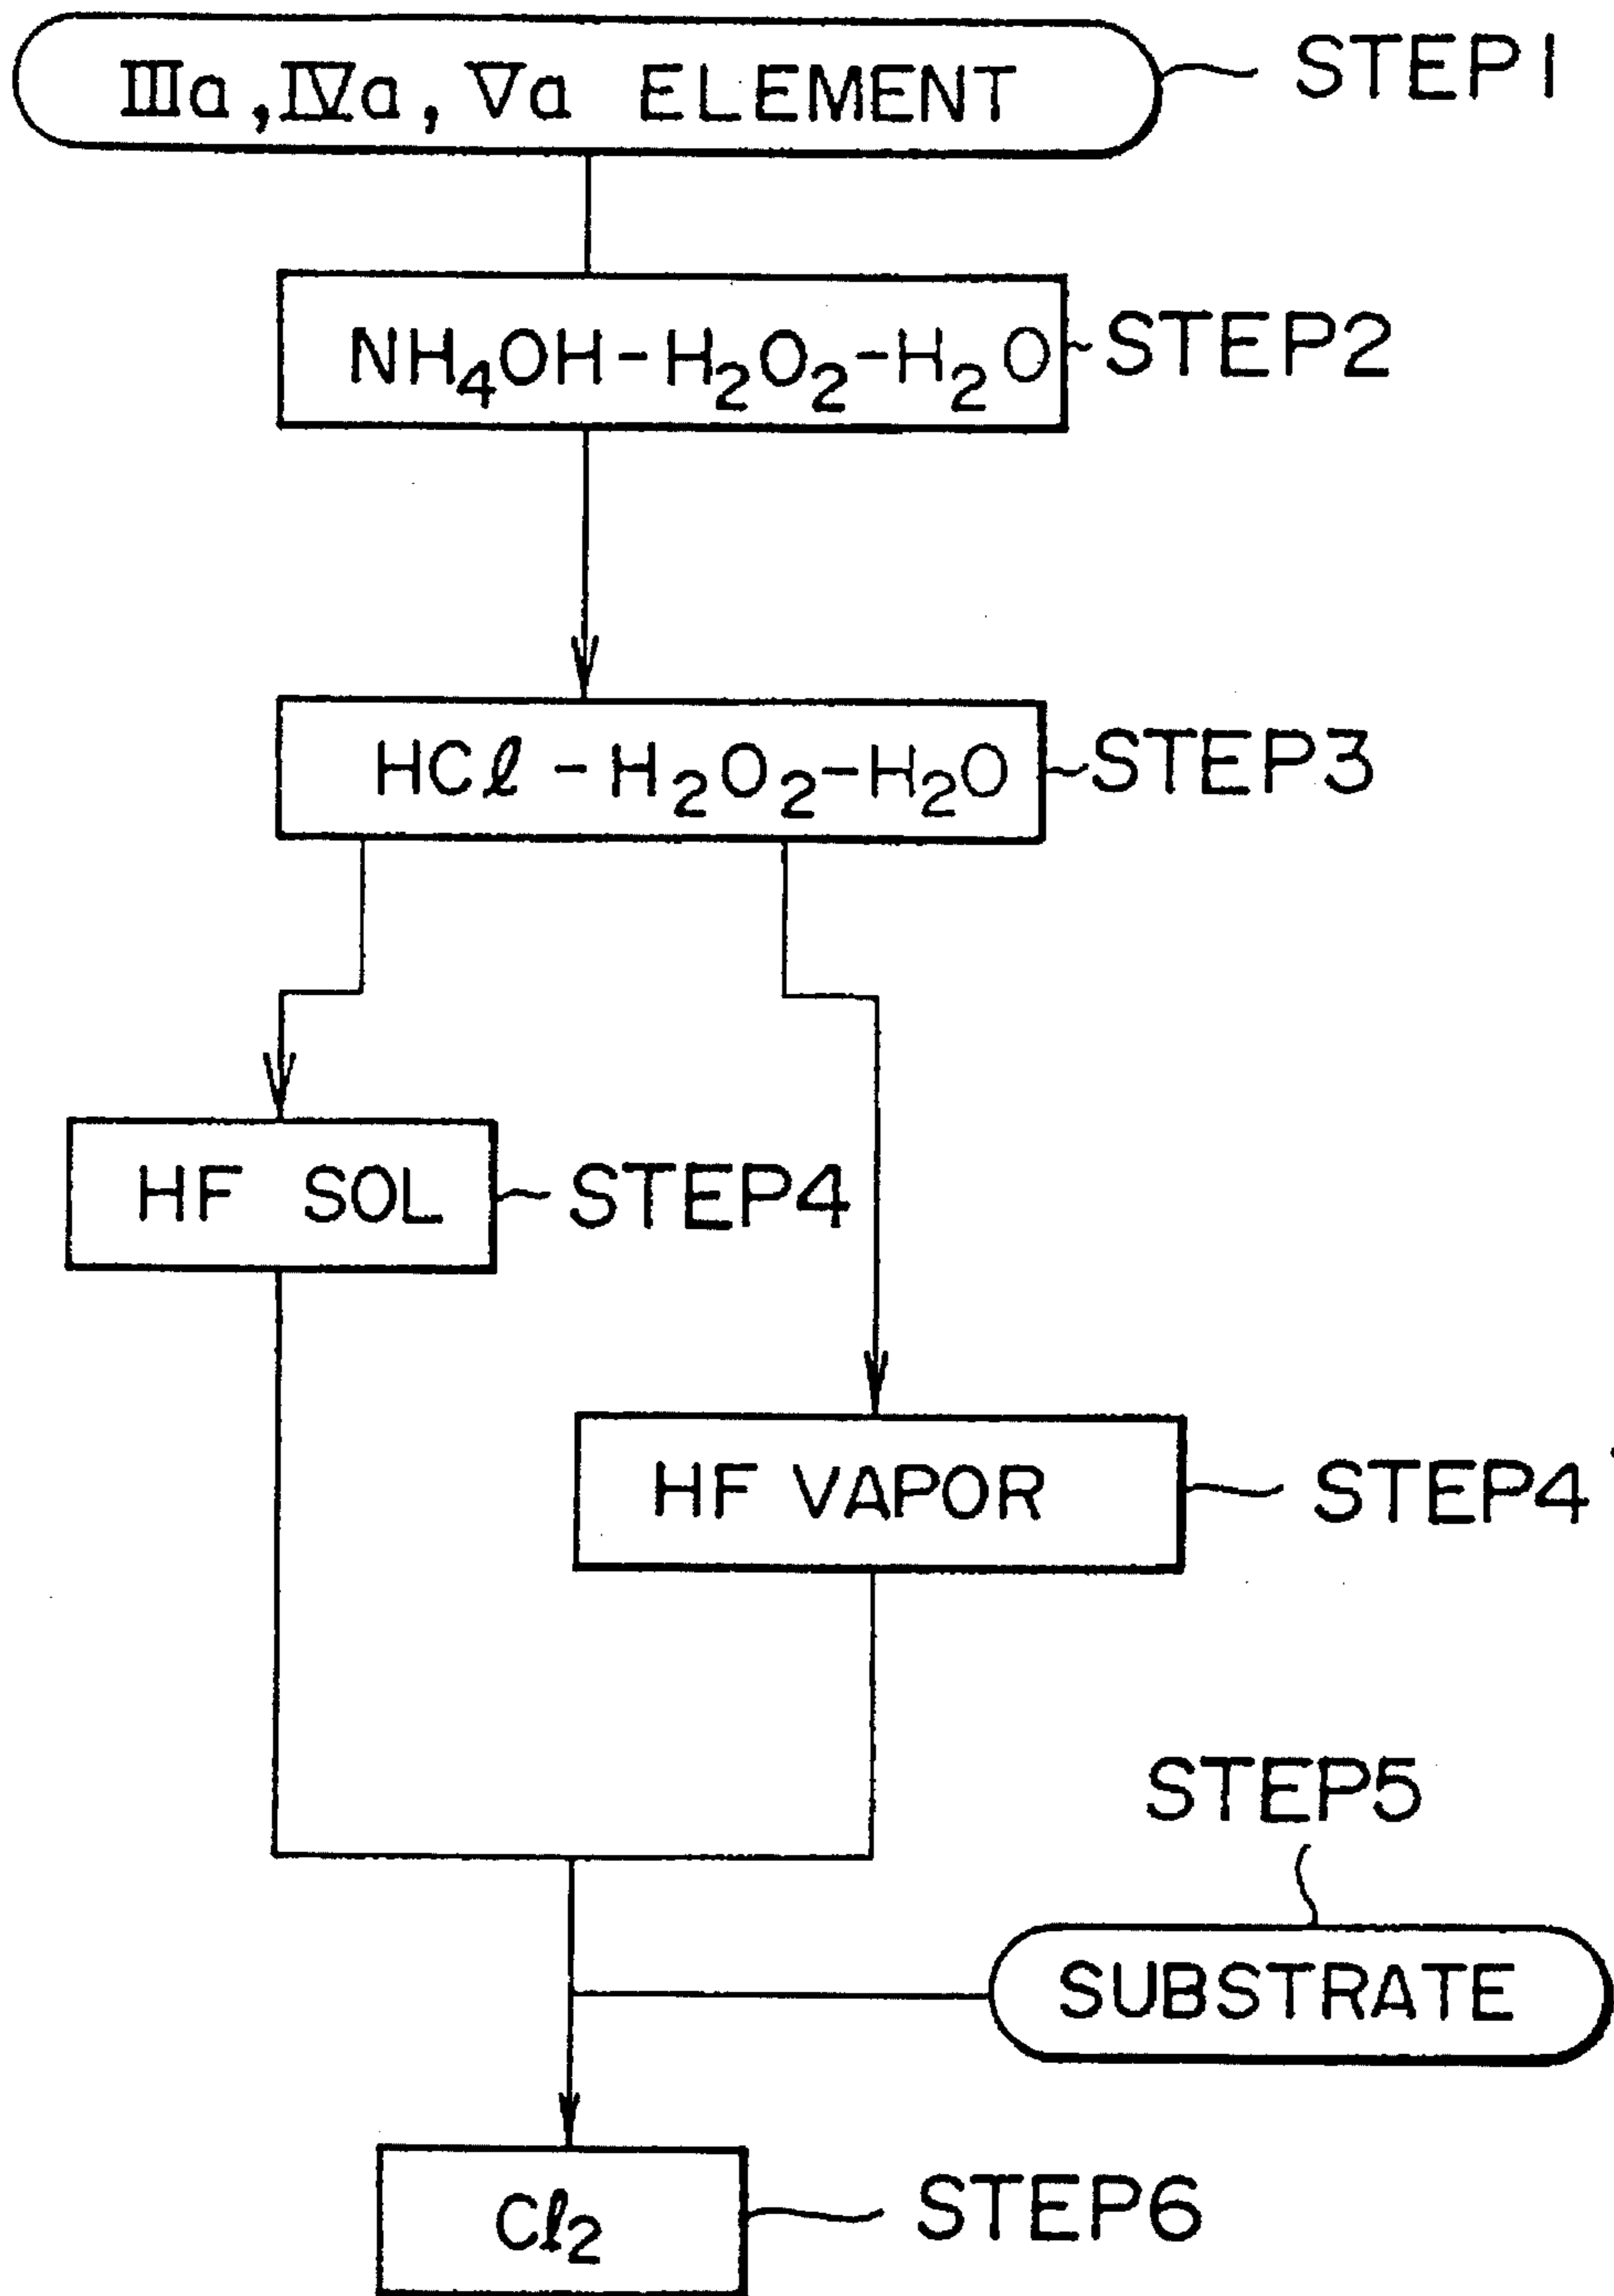 IIIa, IVa, Va ELEMENT STEP1
NH₄OH-H₂O₂-H₂O STEP2
HCl-H₂O₂-H₂O STEP3
HF SOL STEP4
HF VAPOR STEP4'
STEP5
SUBSTRATE
Cl₂ STEP6